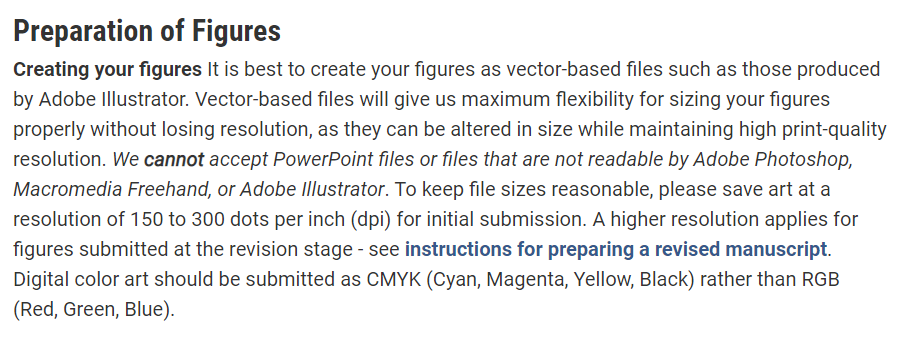 Preparation of Figures
Creating your figures It is best to create your figures as vector-based files such as those produced
by Adobe Illustrator. Vector-based files will give us maximum flexibility for sizing your figures
properly without losing resolution, as they can be altered in size while maintaining high print-quality
resolution. We cannot accept PowerPoint files or files that are not readable by Adobe Photoshop,
Macromedia Freehand, or Adobe Illustrator. To keep file sizes reasonable, please save art at a
resolution of 150 to 300 dots per inch (dpi) for initial submission. A higher resolution applies for
figures submitted at the revision stage - see instructions for preparing a revised manuscript.
Digital color art should be submitted as CMYK (Cyan, Magenta, Yellow, Black) rather than RGB
(Red, Green, Blue).